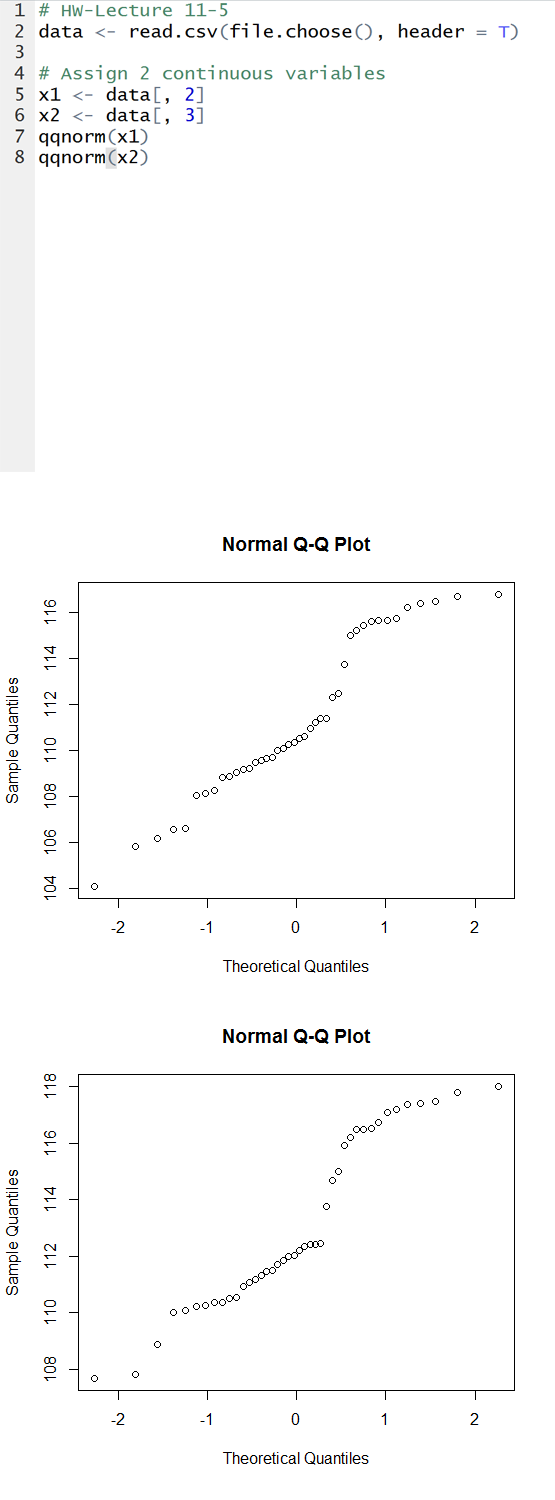 1 # HW-Lecture 11-5
2 data <- read.csv(file.choose(), header = T)
3
4 # Assign 2 continuous variables
5 x1 <- data[, 2]
6 x2 <- data[, 3]
7 qqnorm(x1)
8 qqnorm(x2)
Normal Q-Q Plot
Sample Quantiles
116
114
112
110
108
106
104
-2 -1 0 1 2
Theoretical Quantiles
Normal Q-Q Plot
Sample Quantiles
118
116
114
112
110
108
-2 -1 0 1 2
Theoretical Quantiles